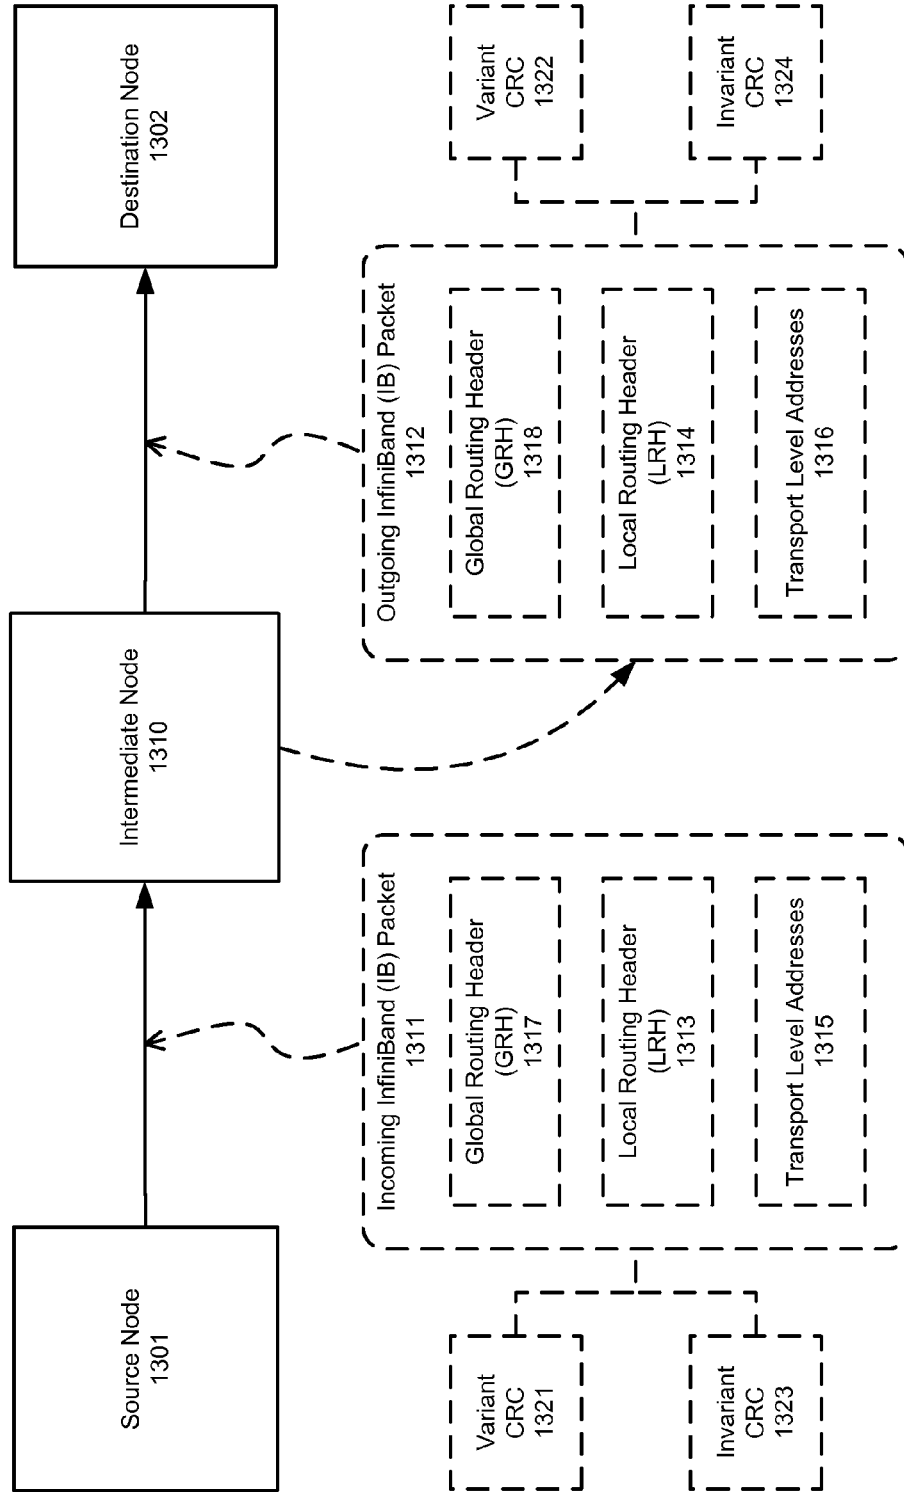 Source Node
1301
Intermediate Node
1310
Destination Node
1302
Incoming InfiniBand (IB) Packet
1311
Global Routing Header
(GRH)
1317
Local Routing Header
(LRH)
1313
Transport Level Addresses
1315
Variant
CRC
1321
Invariant
CRC
1323
Outgoing InfiniBand (IB) Packet
1312
Global Routing Header
(GRH)
1318
Local Routing Header
(LRH)
1314
Transport Level Addresses
1316
Variant
CRC
1322
Invariant
CRC
1324